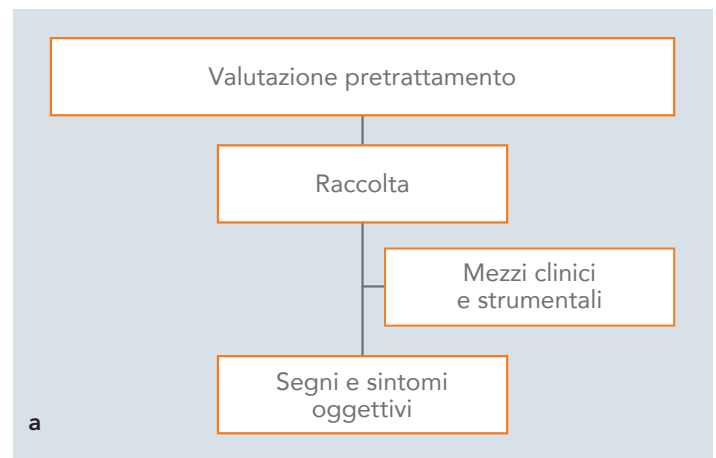 Valutazione pretrattamento
Raccolta
Mezzi clinici
e strumentali
Segni e sintomi
oggettivi
a